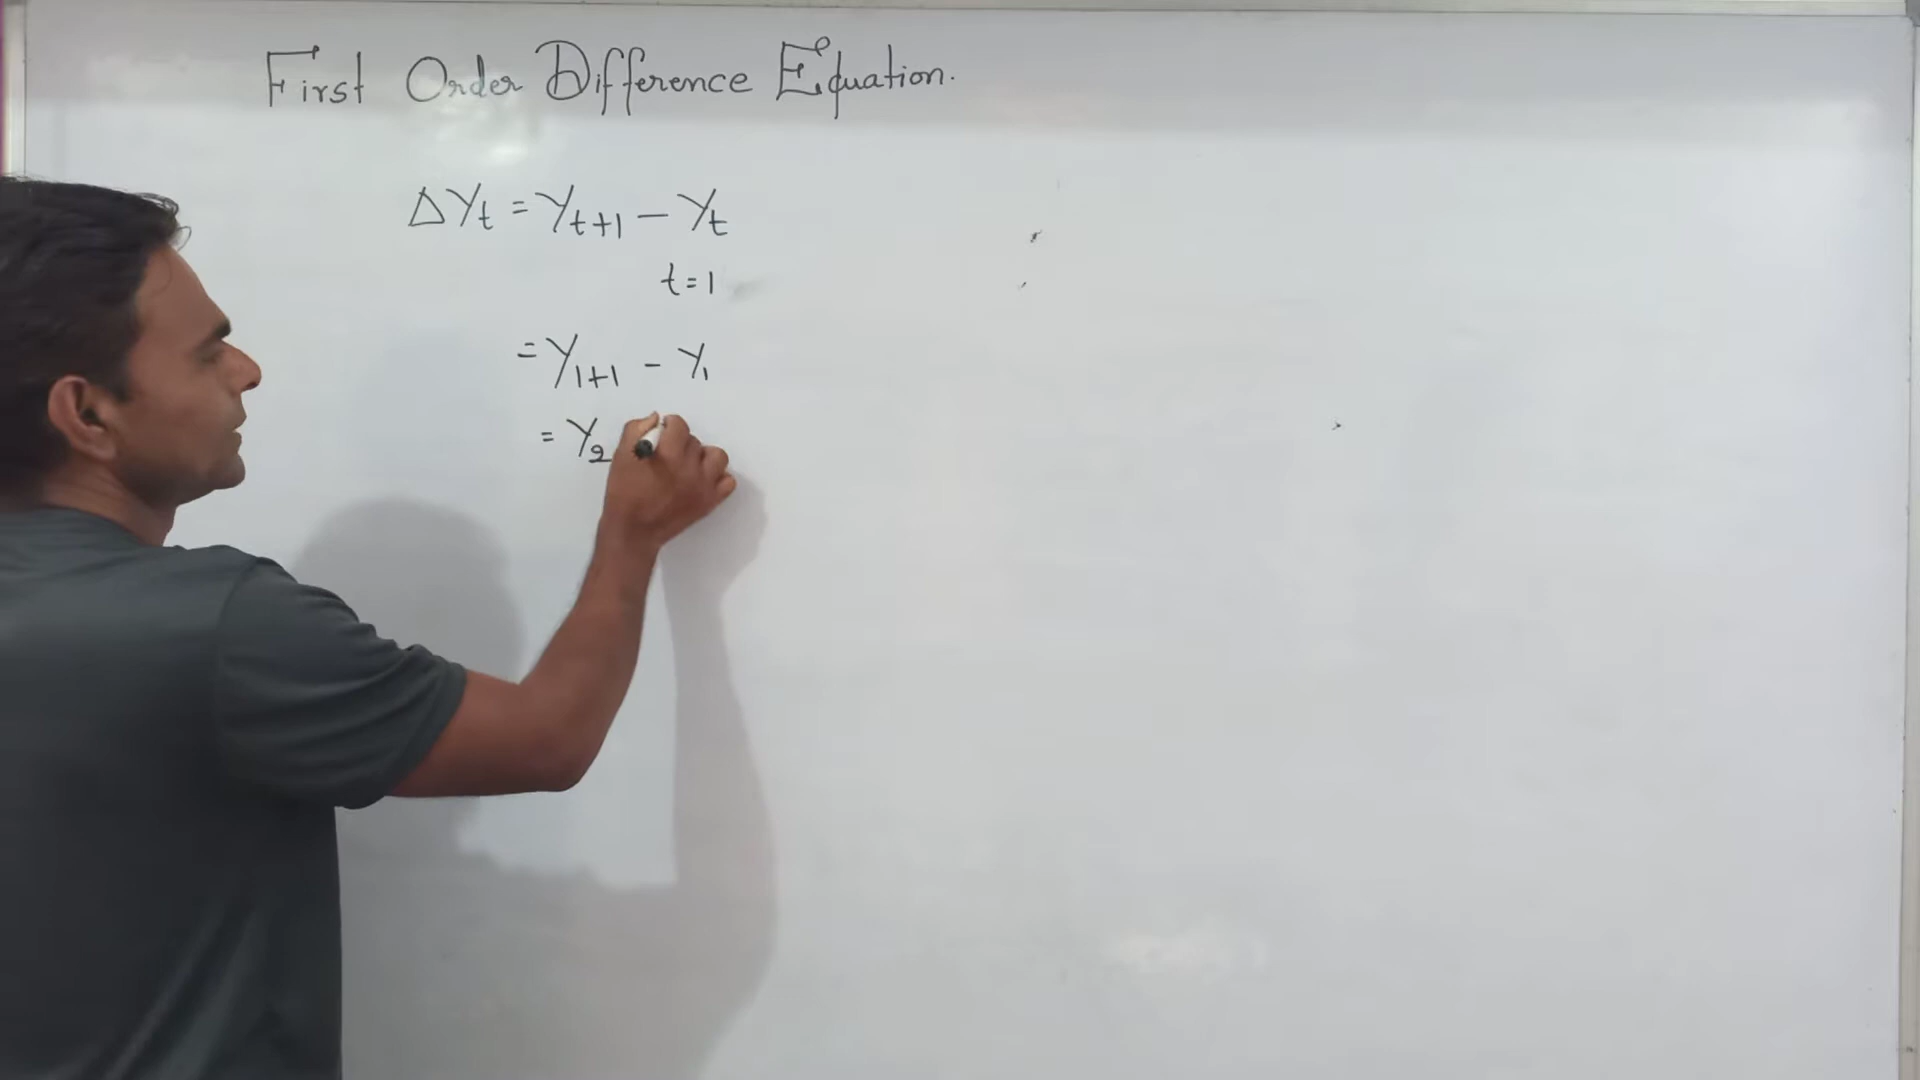 First Order Difference Equation.
Δyt = yt+1 − yt
t=1
= y1+1 − y1
= y2